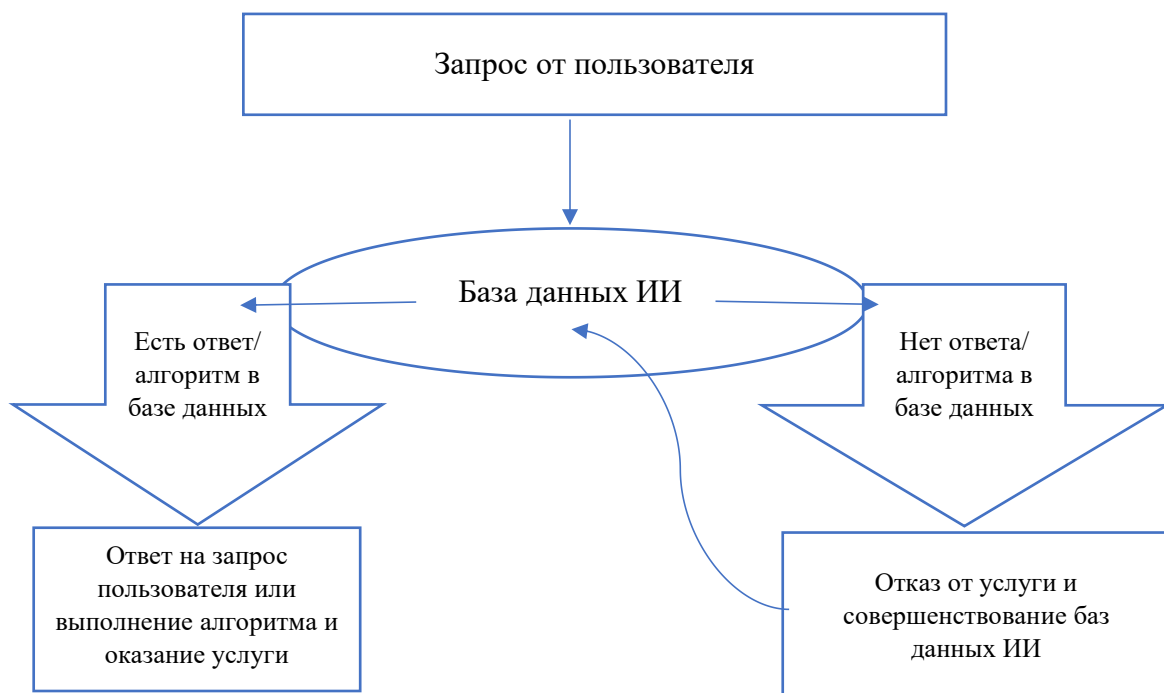 Запрос от пользователя
База данных ИИ
Есть ответ/
алгоритм в
базе данных
Нет ответа/
алгоритма в
базе данных
Ответ на запрос
пользователя или
выполнение алгоритма и
оказание услуги
Отказ от услуги и
совершенствование баз
данных ИИ